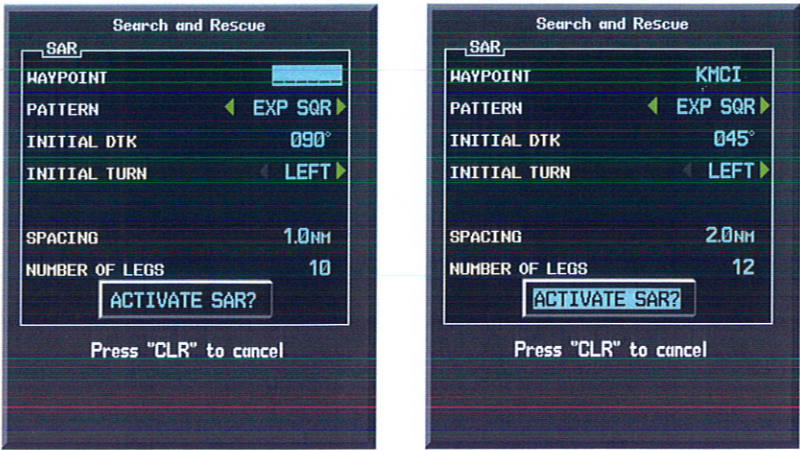 Search and Rescue
SAR
WAYPOINT ______
PATTERN EXP SQR
INITIAL DTK 090°
INITIAL TURN LEFT
SPACING 1.0NM
NUMBER OF LEGS 10
ACTIVATE SAR?
Press "CLR" to cancel
Search and Rescue
SAR
WAYPOINT KMCI
PATTERN EXP SQR
INITIAL DTK 045°
INITIAL TURN LEFT
SPACING 2.0NM
NUMBER OF LEGS 12
ACTIVATE SAR?
Press "CLR" to cancel